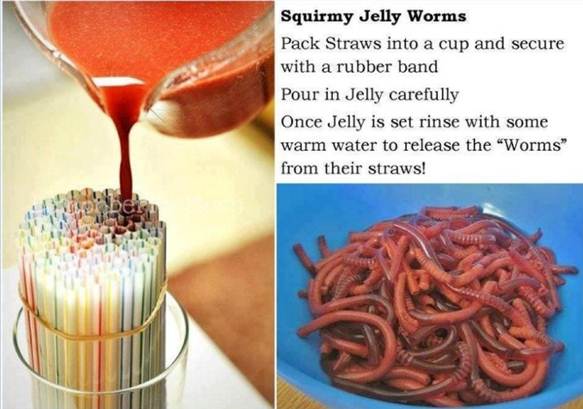 Squirmy Jelly Worms
Pack Straws into a cup and secure
with a rubber band
Pour in Jelly carefully
Once Jelly is set rinse with some
warm water to release the “Worms”
from their straws!